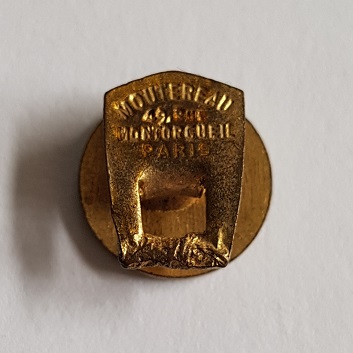 MOUTEREAU
45, RUE
MONTORGUEIL
PARIS